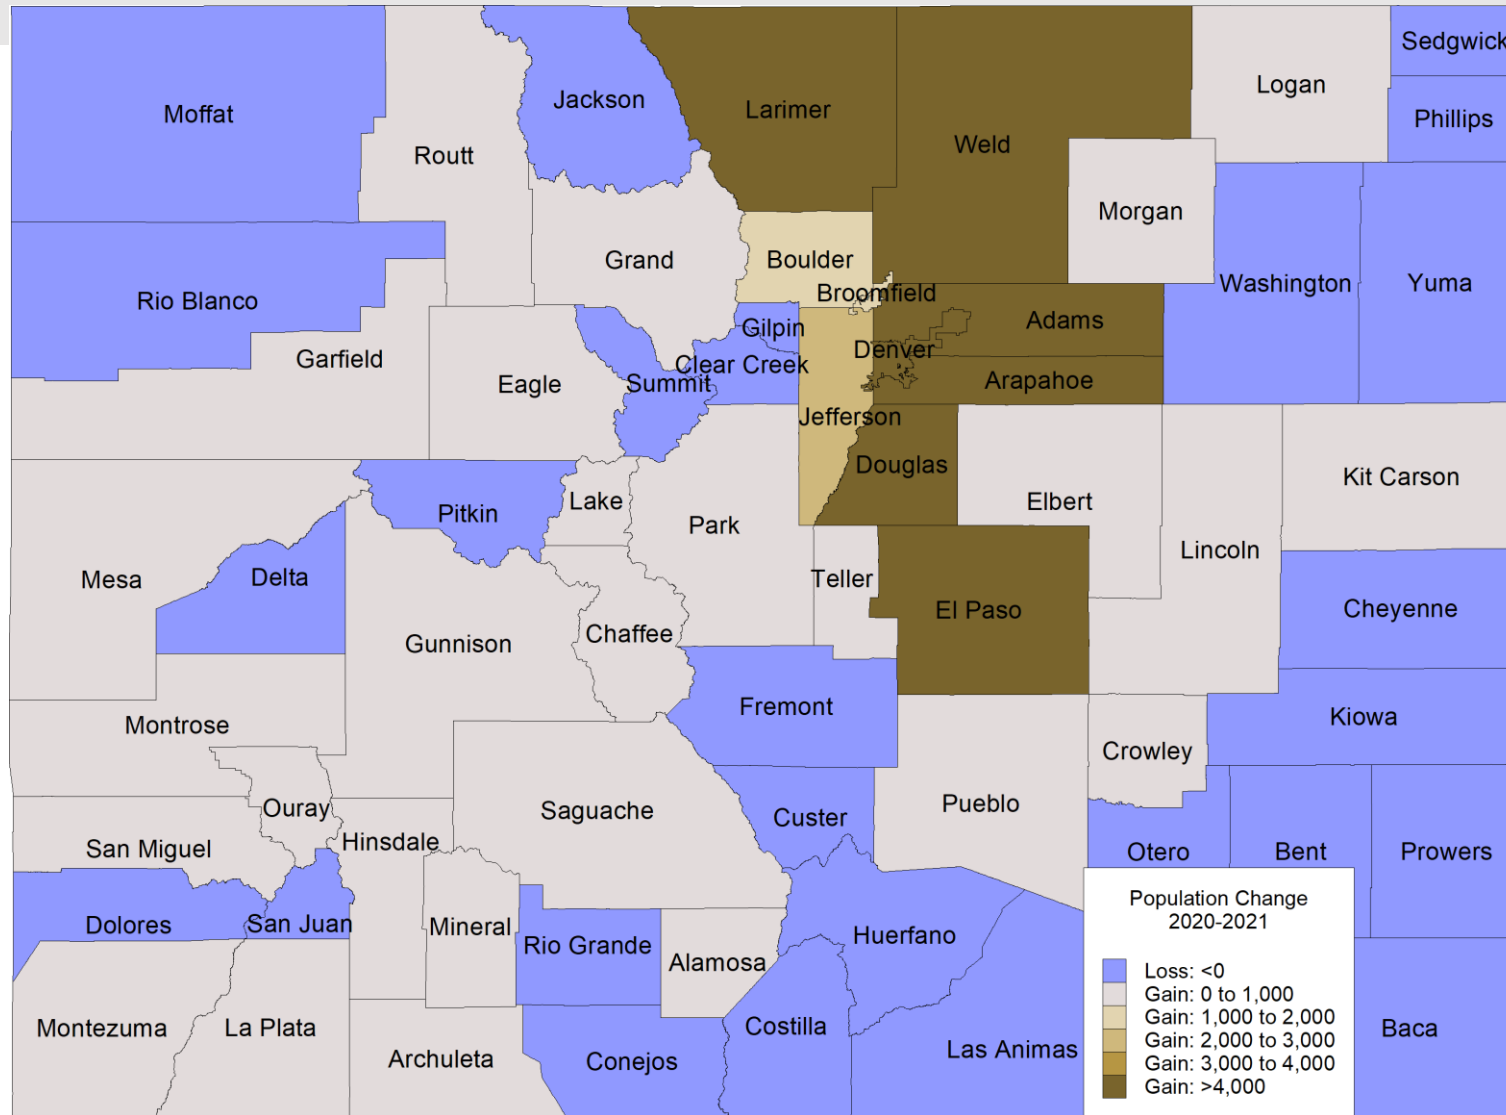 Sedgwick
Logan
Jackson
Larimer
Moffat
Phillips
Weld
Routt
Morgan
Grand
Boulder
Washington
Yuma
Broomfield
Rio Blanco
Adams
Gilpin
Denver
Garfield
Clear Creek
Arapahoe
Eagle
Summit
Jefferson
Douglas
Kit Carson
Lake
Elbert
Pitkin
Park
Lincoln
Delta
Mesa
Teller
El Paso
Cheyenne
Chaffee
Gunnison
Fremont
Kiowa
Montrose
Crowley
Pueblo
Ouray
Saguache
Custer
Hinsdale
San Miguel
Otero
Bent
Prowers
Dolores
San Juan
Mineral
Rio Grande
Huerfano
Alamosa
Montezuma
La Plata
Costilla
Baca
Archuleta
Conejos
Las Animas
Population Change
2020-2021
Loss: <0
Gain: 0 to 1,000
Gain: 1,000 to 2,000
Gain: 2,000 to 3,000
Gain: 3,000 to 4,000
Gain: >4,000